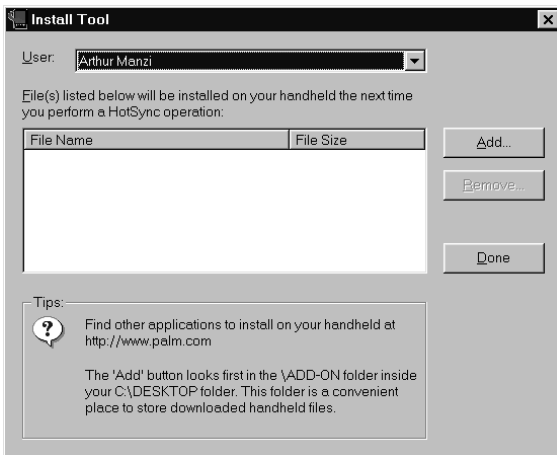 Install Tool
User: Arthur Manzi
File(s) listed below will be installed on your handheld the next time
you perform a HotSync operation:
File Name File Size
Add...
Remove...
Done
Tips:
Find other applications to install on your handheld at
http://www.palm.com
The 'Add' button looks first in the \ADD-ON folder inside
your C:\DESKTOP folder. This folder is a convenient
place to store downloaded handheld files.